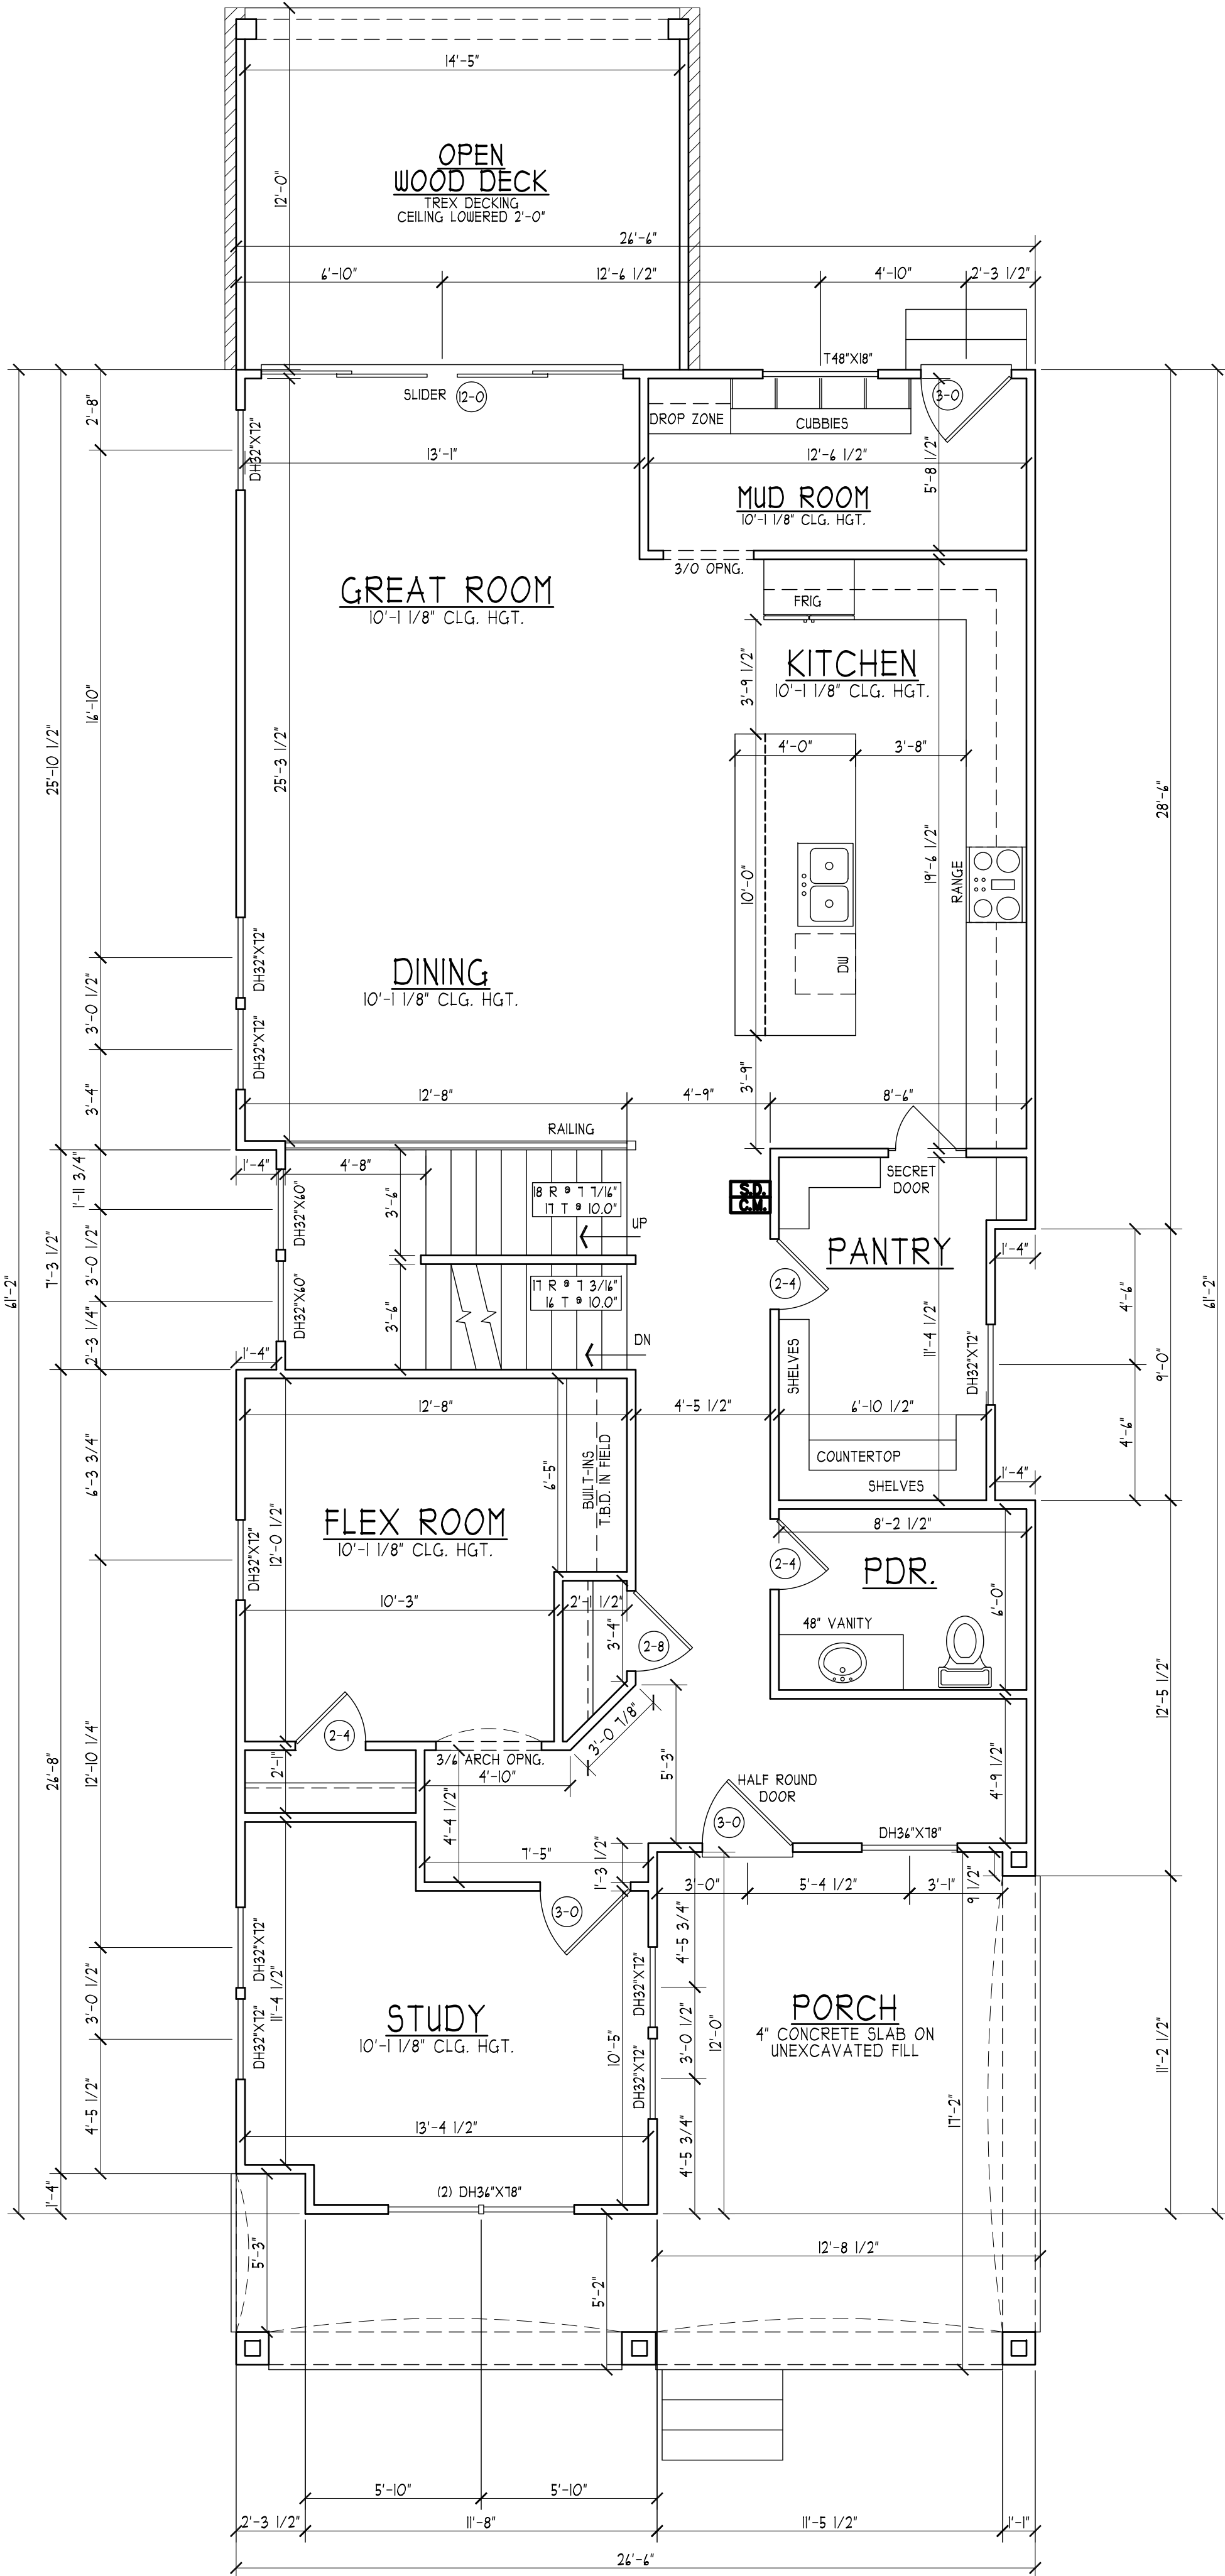 14'-5"
OPEN
WOOD DECK
TREX DECKING
CEILING LOWERED 2'-0"
12'-0"
26'-6"
6'-10"
12'-6 1/2"
4'-10"
2'-3 1/2"
T48"X18"
SLIDER
12-0
3-0
DROP ZONE
CUBBIES
2'-8"
DH32"X72"
13'-1"
12'-6 1/2"
5'-8 1/2"
MUD ROOM
10'-1 1/8" CLG. HGT.
3/0 OPNG.
GREAT ROOM
10'-1 1/8" CLG. HGT.
FRIG
KITCHEN
10'-1 1/8" CLG. HGT.
3'-9 1/2"
16'-10"
25'-10 1/2"
25'-3 1/2"
4'-0"
3'-8"
28'-6"
10'-0"
19'-6 1/2"
RANGE
DW
DINING
10'-1 1/8" CLG. HGT.
DH32"X72"
DH32"X72"
3'-0 1/2"
3'-4"
3'-9"
12'-8"
4'-9"
8'-6"
RAILING
1'-4"
4'-8"
3'-6"
18 R @ 7 7/16"
17 T @ 10.0"
UP
S.D.
C.M.
SECRET
DOOR
1'-11 3/4"
DH32"X60"
DH32"X60"
3'-0 1/2"
7'-3 1/2"
61'-2"
61'-2"
2'-3 1/4"
1'-4"
3'-6"
17 R @ 7 3/16"
16 T @ 10.0"
DN
PANTRY
2-4
1'-4"
4'-6"
11'-4 1/2"
SHELVES
DH32"X72"
9'-0"
12'-8"
4'-5 1/2"
6'-10 1/2"
4'-6"
COUNTERTOP
SHELVES
1'-4"
6'-3 3/4"
6'-5"
BUILT-INS
T.B.D. IN FIELD
FLEX ROOM
10'-1 1/8" CLG. HGT.
12'-0 1/2"
DH32"X72"
8'-2 1/2"
PDR.
2-4
6'-0"
48" VANITY
10'-3"
2'-1 1/2"
3'-4"
2-8
12'-5 1/2"
3'-0 7/8"
2-4
3/6 ARCH OPNG.
4'-10"
2'-1"
5'-3"
4'-9 1/2"
12'-10 1/4"
26'-8"
HALF ROUND
DOOR
3-0
DH36"X78"
4'-4 1/2"
7'-5"
1'-3 1/2"
3'-0"
5'-4 1/2"
3'-1"
9 1/2"
3-0
4'-5 3/4"
DH32"X72"
DH32"X72"
11'-4 1/2"
3'-0 1/2"
STUDY
10'-1 1/8" CLG. HGT.
10'-5"
DH32"X72"
DH32"X72"
3'-0 1/2"
12'-0"
PORCH
4" CONCRETE SLAB ON
UNEXCAVATED FILL
11'-2 1/2"
17'-2"
4'-5 1/2"
13'-4 1/2"
4'-5 3/4"
1'-4"
(2) DH36"X78"
5'-3"
5'-2"
12'-8 1/2"
5'-10"
5'-10"
2'-3 1/2"
11'-8"
11'-5 1/2"
1'-1"
26'-6"